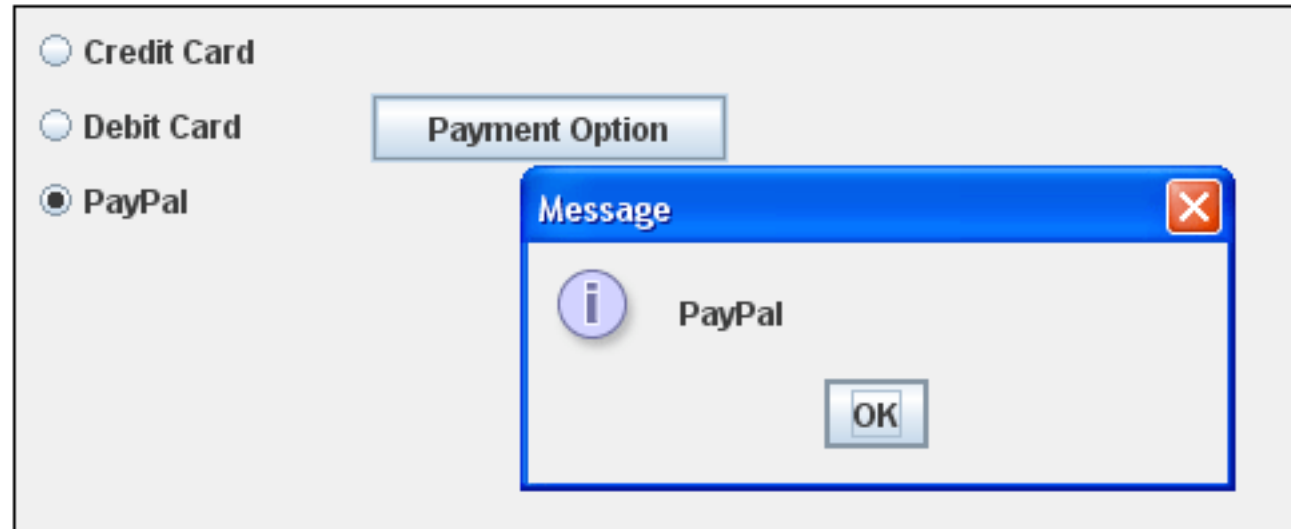 Credit Card
Debit Card
Payment Option
PayPal
Message
PayPal
OK